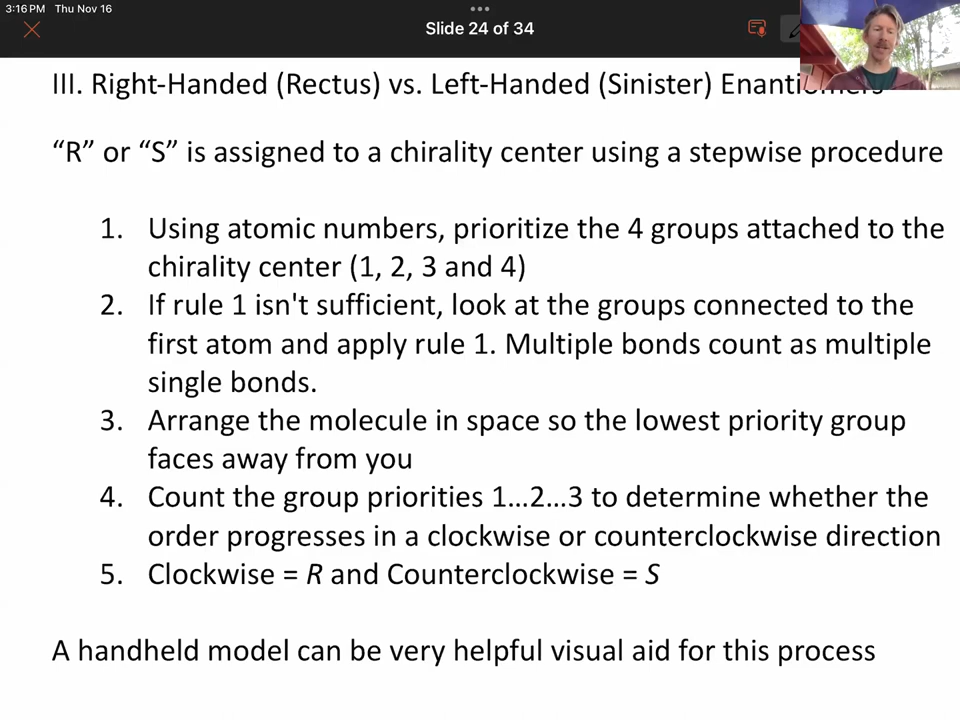 3:16 PM Thu Nov 16
Slide 24 of 34
III. Right-Handed (Rectus) vs. Left-Handed (Sinister) Enantiomers
“R” or “S” is assigned to a chirality center using a stepwise procedure
1. Using atomic numbers, prioritize the 4 groups attached to the
chirality center (1, 2, 3 and 4)
2. If rule 1 isn't sufficient, look at the groups connected to the
first atom and apply rule 1. Multiple bonds count as multiple
single bonds.
3. Arrange the molecule in space so the lowest priority group
faces away from you
4. Count the group priorities 1…2…3 to determine whether the
order progresses in a clockwise or counterclockwise direction
5. Clockwise = R and Counterclockwise = S
A handheld model can be very helpful visual aid for this process